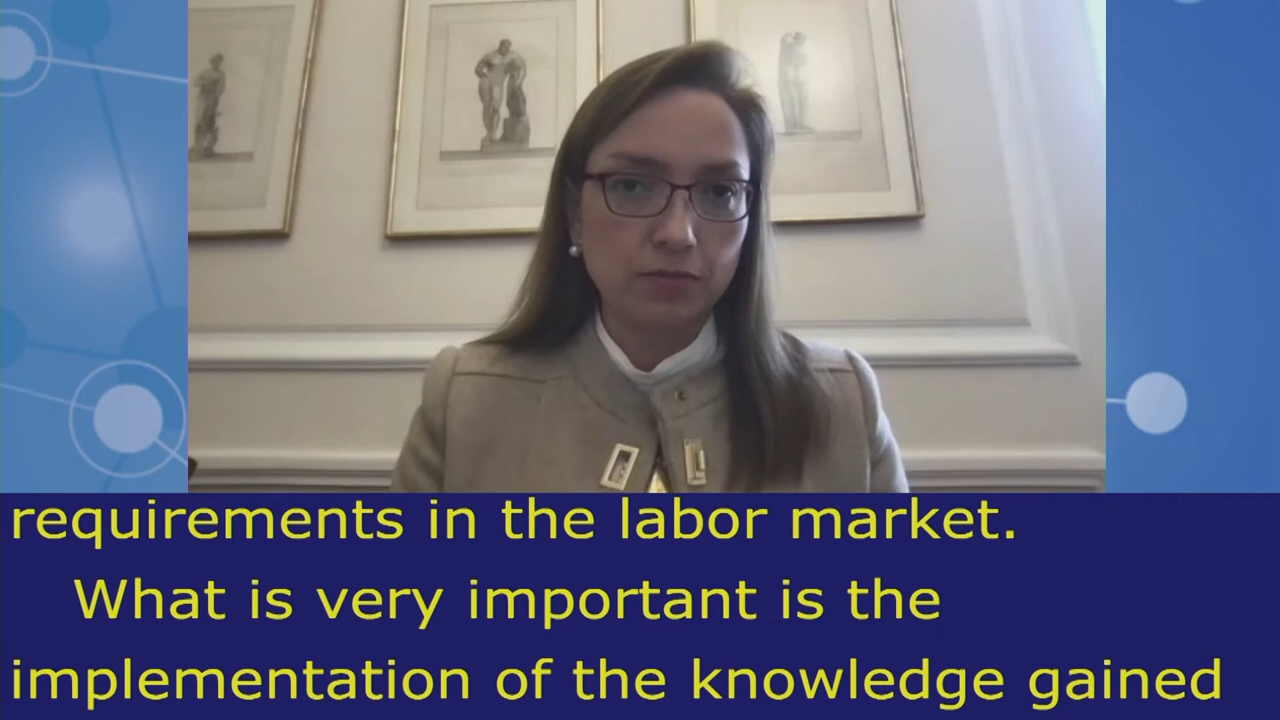 requirements in the labor market.
What is very important is the
implementation of the knowledge gained